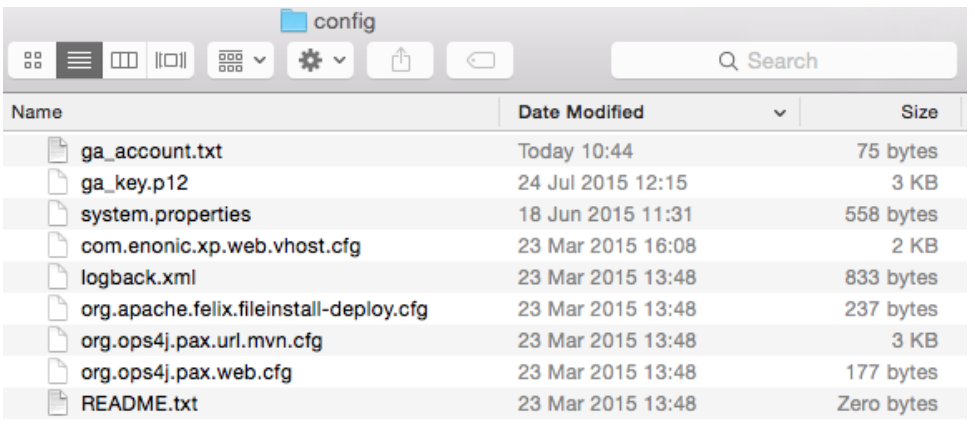 config
Search
Name Date Modified Size
ga_account.txt Today 10:44 75 bytes
ga_key.p12 24 Jul 2015 12:15 3 KB
system.properties 18 Jun 2015 11:31 558 bytes
com.enonic.xp.web.vhost.cfg 23 Mar 2015 16:08 2 KB
logback.xml 23 Mar 2015 13:48 833 bytes
org.apache.felix.fileinstall-deploy.cfg 23 Mar 2015 13:48 237 bytes
org.ops4j.pax.url.mvn.cfg 23 Mar 2015 13:48 3 KB
org.ops4j.pax.web.cfg 23 Mar 2015 13:48 177 bytes
README.txt 23 Mar 2015 13:48 Zero bytes